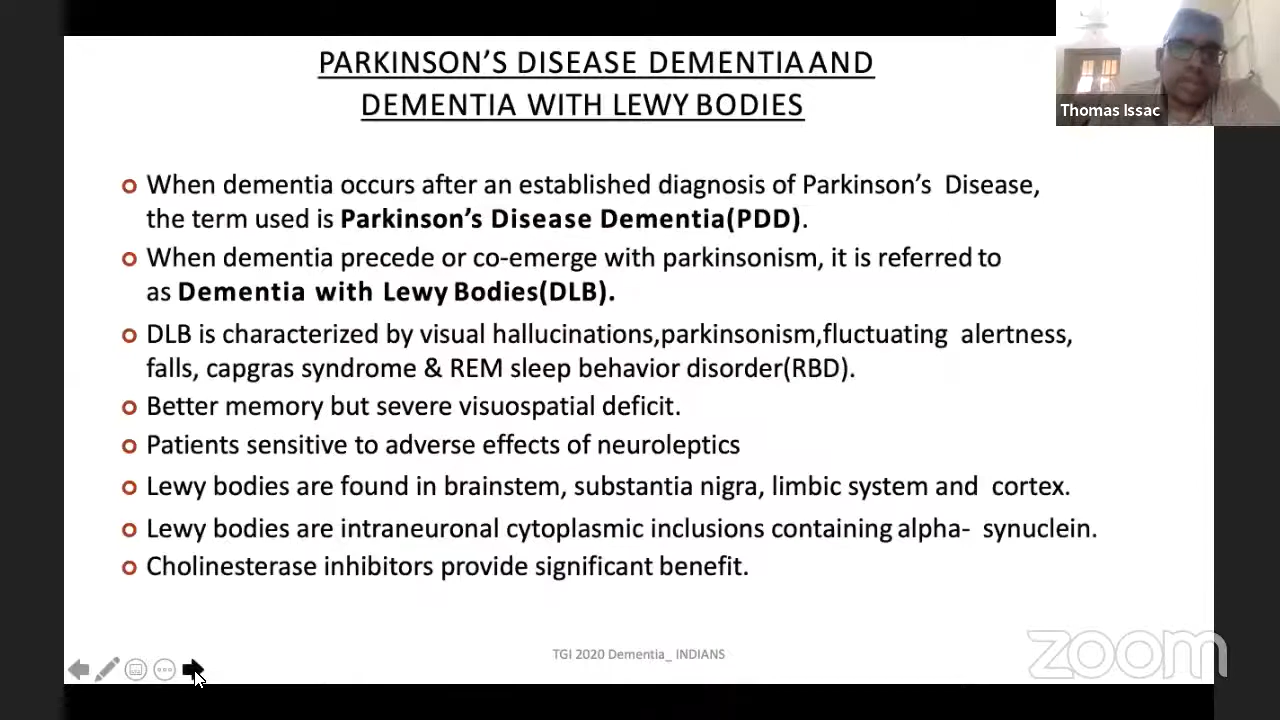 PARKINSON'S DISEASE DEMENTIA AND
DEMENTIA WITH LEWY BODIES
Thomas Issac
When dementia occurs after an established diagnosis of Parkinson's Disease,
the term used is Parkinson's Disease Dementia(PDD).
When dementia precede or co-emerge with parkinsonism, it is referred to
as Dementia with Lewy Bodies(DLB).
DLB is characterized by visual hallucinations,parkinsonism,fluctuating alertness,
falls, capgras syndrome & REM sleep behavior disorder(RBD).
Better memory but severe visuospatial deficit.
Patients sensitive to adverse effects of neuroleptics
Lewy bodies are found in brainstem, substantia nigra, limbic system and cortex.
Lewy bodies are intraneuronal cytoplasmic inclusions containing alpha- synuclein.
Cholinesterase inhibitors provide significant benefit.
TGI 2020 Dementia_ INDIANS
zoom